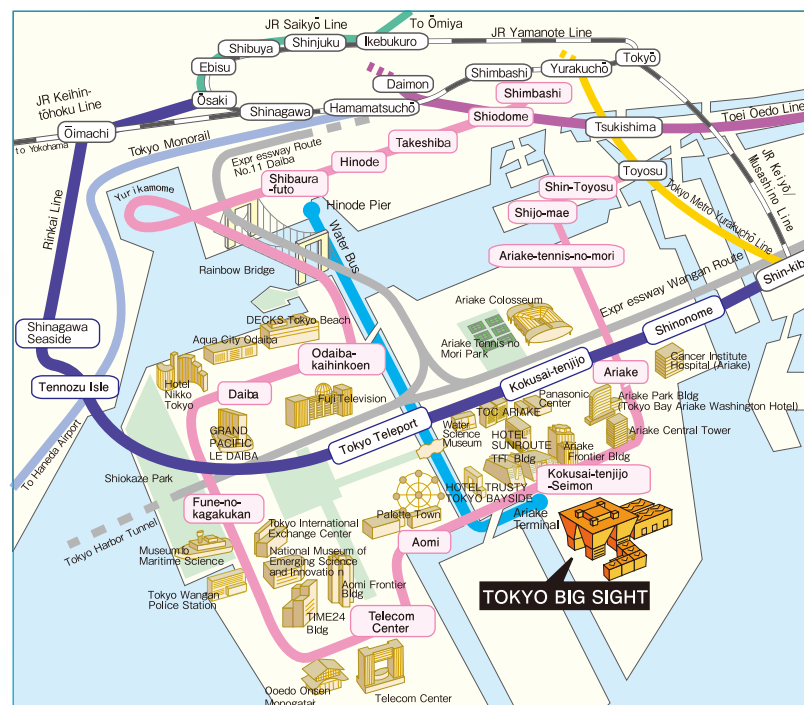 JR Saikyō Line
To Ōmiya
JR Yamanote Line
Shibuya
Shinjuku
Ikebukuro
Ebisu
Yurakuchō
Tokyō
Shimbashi
Daimon
Ōsaki
JR Keihin-
tōhoku Line
Shinagawa
Hamamatsuchō
Shimbashi
Shiodome
Toei Ōedo Line
Tsukishima
Ōimachi
to Yokohama
Tokyo Monorail
Expressway Route
No.11 Daiba
Takeshiba
Hinode
Shibaura
-futo
Toyosu
Shin-Toyosu
Shijo-mae
JR Keiyō/
Musashino Line
Tokyo Metro Yurakuchō Line
Yurikamome
Hinode Pier
Water Bus
Rinkai Line
Rainbow Bridge
Ariake-tennis-no-mori
Expressway Wangan Route
Shin-kib
Ariake Colosseum
DECKS Tokyo Beach
Aqua City Odaiba
Shinagawa
Seaside
Ariake Tennis no
Mori Park
Shinonome
Odaiba
-kaihinkoen
Kokusai-tenjijo
Cancer Institute
Hospital (Ariake)
Tennozu Isle
Hotel
Nikko
Tokyo
Daiba
Ariake
Fuji Television
Panasonic
Center
Ariake Park Bldg
(Tokyo Bay Ariake Washington Hotel)
TOC ARIAKE
GRAND
PACIFIC
LE DAIBA
Tokyo Teleport
Water
Science
Museum
HOTEL
SUNROUTE
Ariake Central Tower
TFT Bldg
Ariake
Frontier Bldg
To Haneda Airport
Shiokaze Park
Kokusai-tenjijo
-Seimon
HOTEL TRUSTY
TOKYO BAYSIDE
Fune-no-
kagakukan
Palette Town
Ariake
Terminal
Tokyo Harbor Tunnel
Tokyo International
Exchange Center
Aomi
Museum of
Maritime Science
National Museum of
Emerging Science
and Innovation
Tokyo Wangan
Police Station
Aomi Frontier
Bldg
TOKYO BIG SIGHT
TIME24
Bldg
Telecom
Center
Ooedo Onsen
Monogatari
Telecom Center